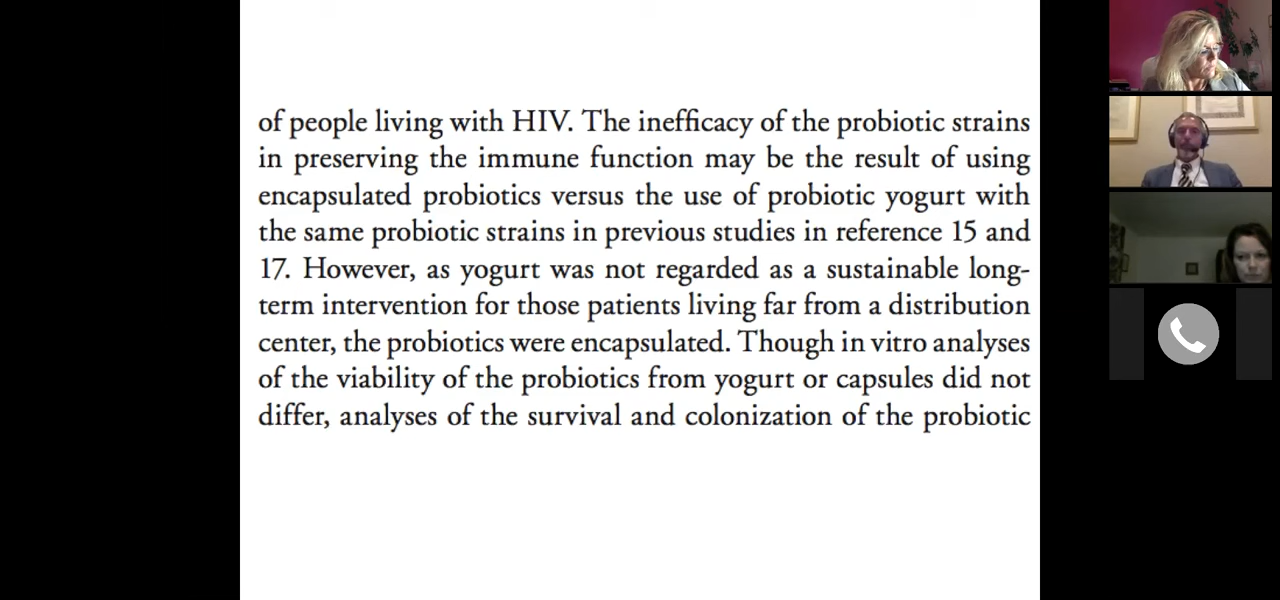 of people living with HIV. The inefficacy of the probiotic strains
in preserving the immune function may be the result of using
encapsulated probiotics versus the use of probiotic yogurt with
the same probiotic strains in previous studies in reference 15 and
17. However, as yogurt was not regarded as a sustainable long-
term intervention for those patients living far from a distribution
center, the probiotics were encapsulated. Though in vitro analyses
of the viability of the probiotics from yogurt or capsules did not
differ, analyses of the survival and colonization of the probiotic